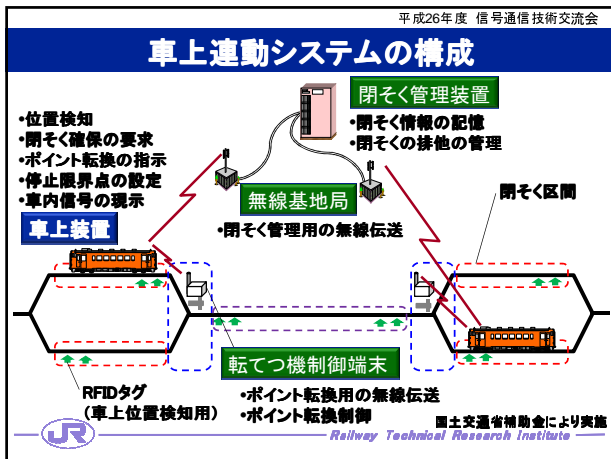 平成26年度 信号通信技術交流会
車上連動システムの構成
•位置検知
•閉そく確保の要求
•ポイント転換の指示
•停止限界点の設定
•車内信号の現示
車上装置
閉そく管理装置
•閉そく情報の記憶
•閉そくの排他の管理
無線基地局
•閉そく管理用の無線伝送
閉そく区間
転てつ機制御端末
•ポイント転換用の無線伝送
•ポイント転換制御
RFIDタグ
(車上位置検知用)
国土交通省補助金により実施
JR
Railway Technical Research Institute